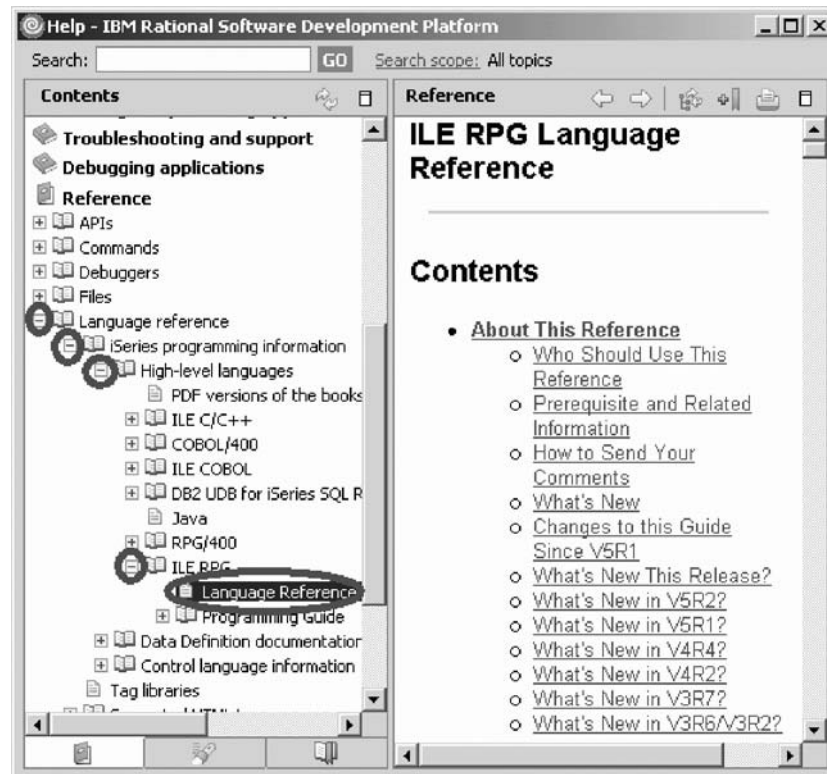 Help - IBM Rational Software Development Platform
Search: GO Search scope: All topics
Contents
Troubleshooting and support
Debugging applications
Reference
APIs
Commands
Debuggers
Files
Language reference
iSeries programming information
High-level languages
PDF versions of the books
ILE C/C++
COBOL/400
ILE COBOL
DB2 UDB for iSeries SQL R
Java
RPG/400
ILE RPG
Language Reference
Programming Guide
Data Definition documentation
Control language information
Tag libraries
Reference
ILE RPG Language
Reference
Contents
About This Reference
Who Should Use This
Reference
Prerequisite and Related
Information
How to Send Your
Comments
What's New
Changes to this Guide
Since V5R1
What's New This Release?
What's New in V5R2?
What's New in V5R1?
What's New in V4R4?
What's New in V4R2?
What's New in V3R7?
What's New in V3R6/V3R2?